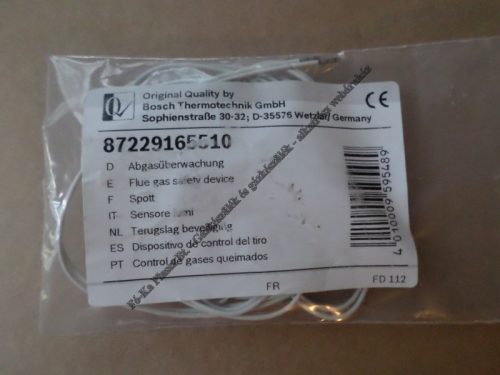 Original Quality by
Bosch Thermotechnik GmbH
Sophienstraße 30-32; D-35576 Wetzlar/Germany
CE
87229165510
D Abgasüberwachung
E Flue gas safety device
F Spott
IT Sensore fumi
NL Terugslag beveiliging
ES Dispositivo de control del tiro
PT Control de gases queimados
4010009595489
FR
FD 112